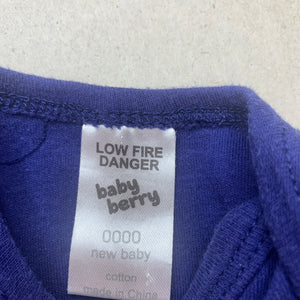 LOW FIRE
DANGER
baby
berry
0000
new baby
cotton
made in China